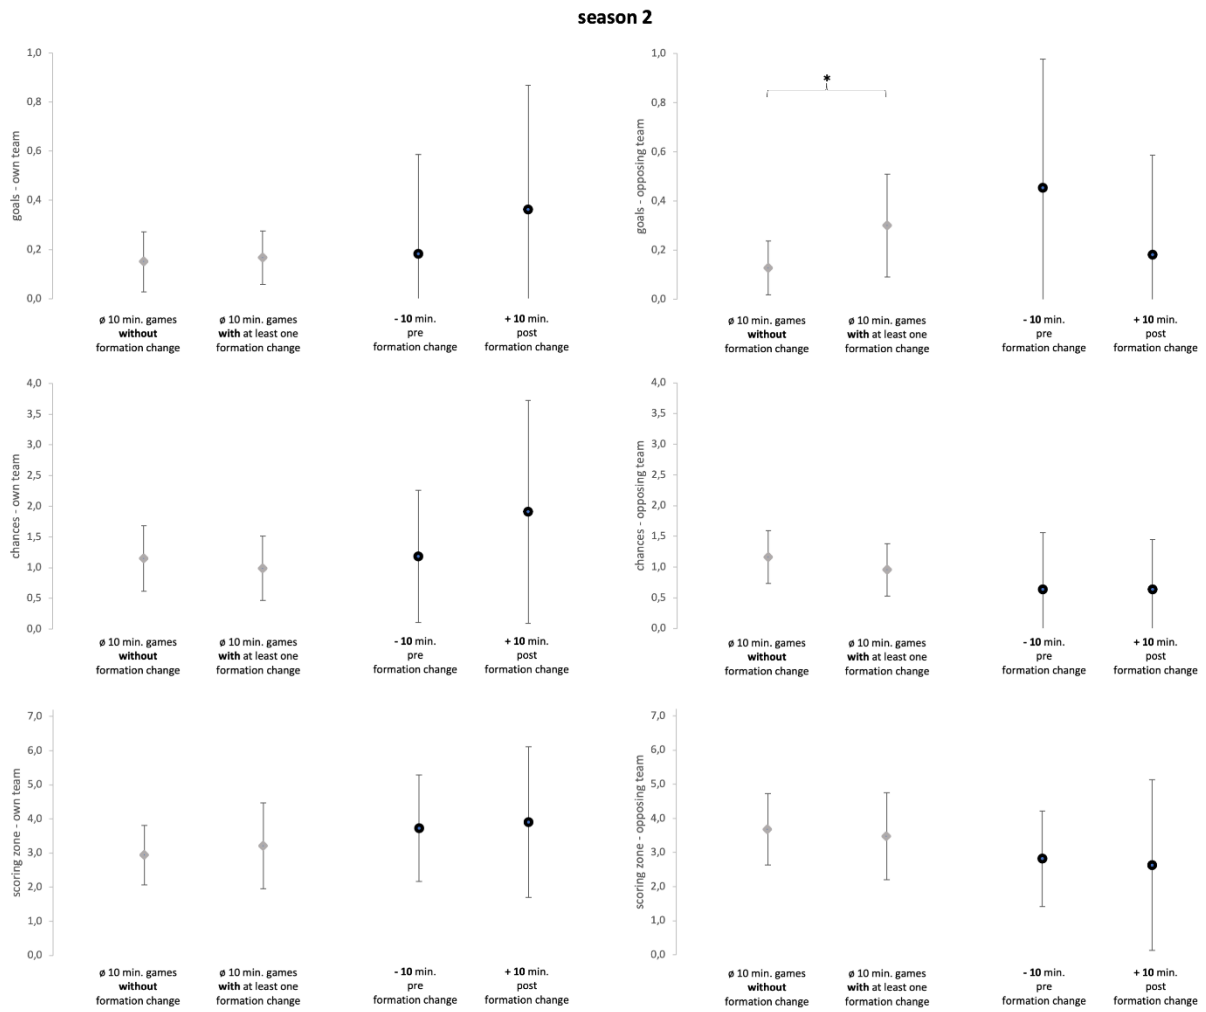 season 2
goals - own team
1,0
0,8
0,6
0,4
0,2
0,0
ø 10 min. games
without
formation change
ø 10 min. games
with at least one
formation change
- 10 min.
pre
formation change
+ 10 min.
post
formation change
goals - opposing team
1,0
0,8
0,6
0,4
0,2
0,0
*
ø 10 min. games
without
formation change
ø 10 min. games
with at least one
formation change
- 10 min.
pre
formation change
+ 10 min.
post
formation change
chances - own team
4,0
3,5
3,0
2,5
2,0
1,5
1,0
0,5
0,0
ø 10 min. games
without
formation change
ø 10 min. games
with at least one
formation change
- 10 min.
pre
formation change
+ 10 min.
post
formation change
chances - opposing team
4,0
3,5
3,0
2,5
2,0
1,5
1,0
0,5
0,0
ø 10 min. games
without
formation change
ø 10 min. games
with at least one
formation change
- 10 min.
pre
formation change
+ 10 min.
post
formation change
scoring zone - own team
7,0
6,0
5,0
4,0
3,0
2,0
1,0
0,0
ø 10 min. games
without
formation change
ø 10 min. games
with at least one
formation change
- 10 min.
pre
formation change
+ 10 min.
post
formation change
scoring zone - opposing team
7,0
6,0
5,0
4,0
3,0
2,0
1,0
0,0
ø 10 min. games
without
formation change
ø 10 min. games
with at least one
formation change
- 10 min.
pre
formation change
+ 10 min.
post
formation change